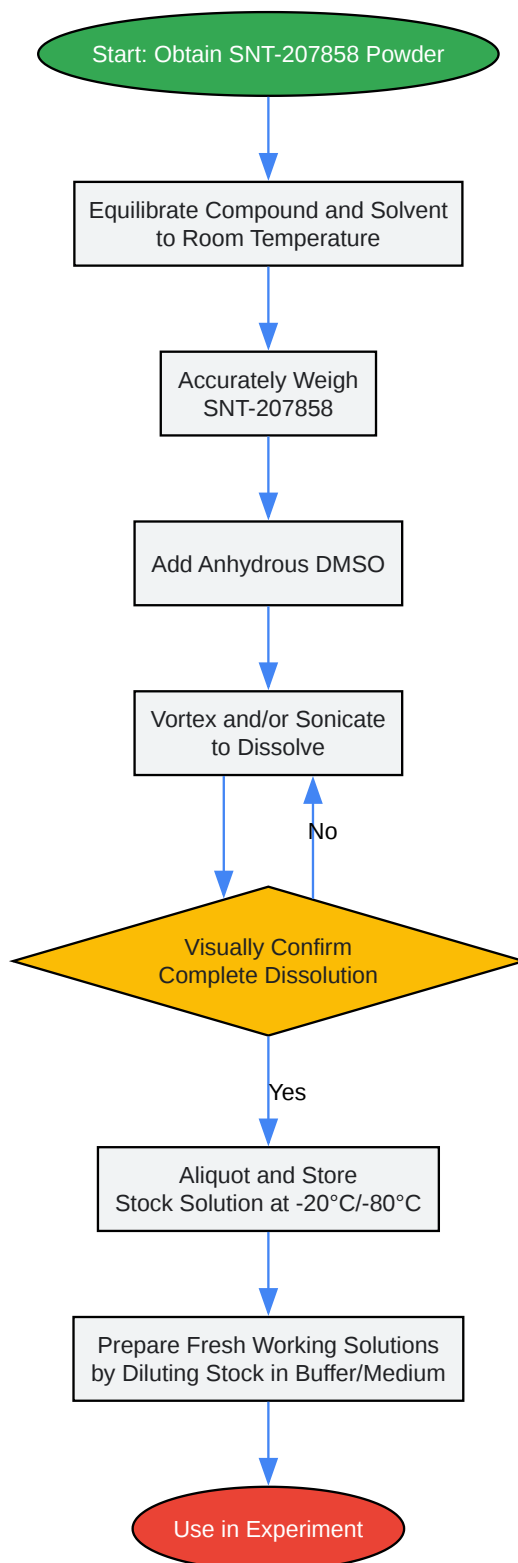 Start: Obtain SNT-207858 Powder
Equilibrate Compound and Solvent
to Room Temperature
Accurately Weigh
SNT-207858
Add Anhydrous DMSO
Vortex and/or Sonicate
to Dissolve
No
Visually Confirm
Complete Dissolution
Yes
Aliquot and Store
Stock Solution at -20°C/-80°C
Prepare Fresh Working Solutions
by Diluting Stock in Buffer/Medium
Use in Experiment